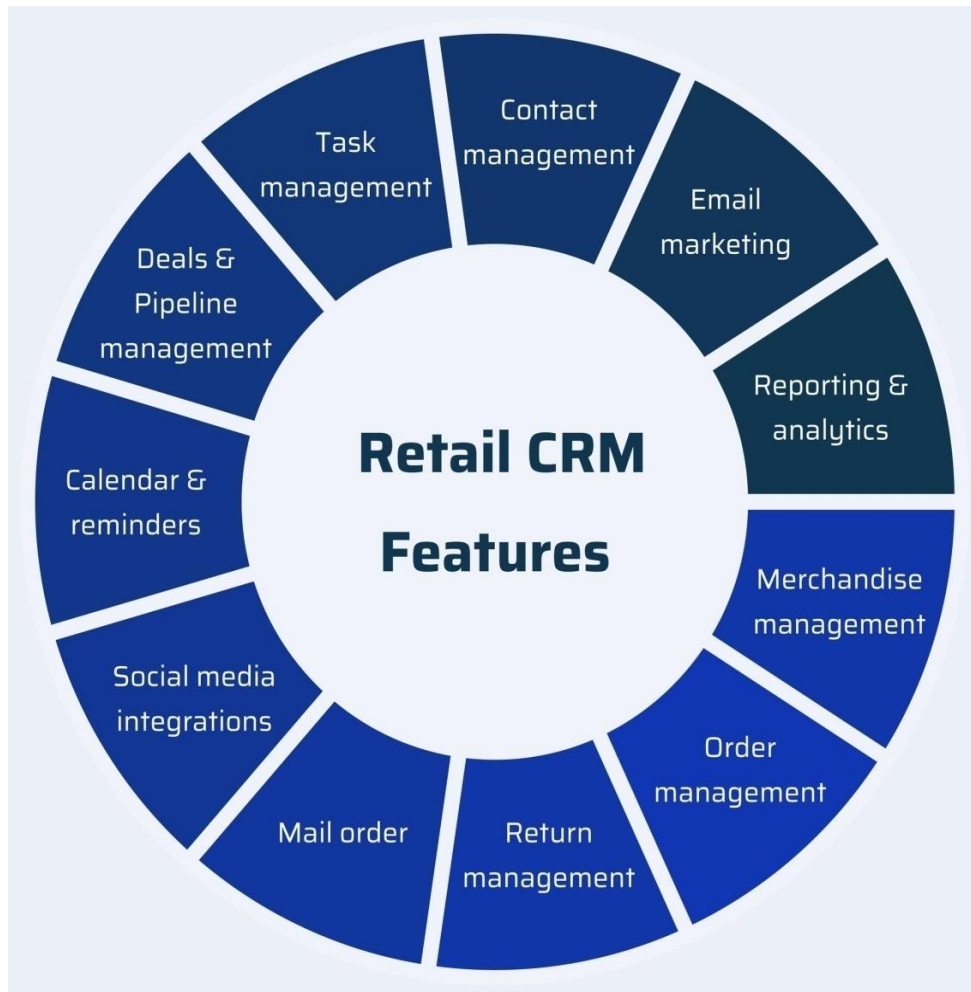 Contact
management
Email
marketing
Reporting &
analytics
Merchandise
management
Order
management
Return
management
Mail order
Social media
integrations
Calendar &
reminders
Deals &
Pipeline
management
Task
management
Retail CRM
Features